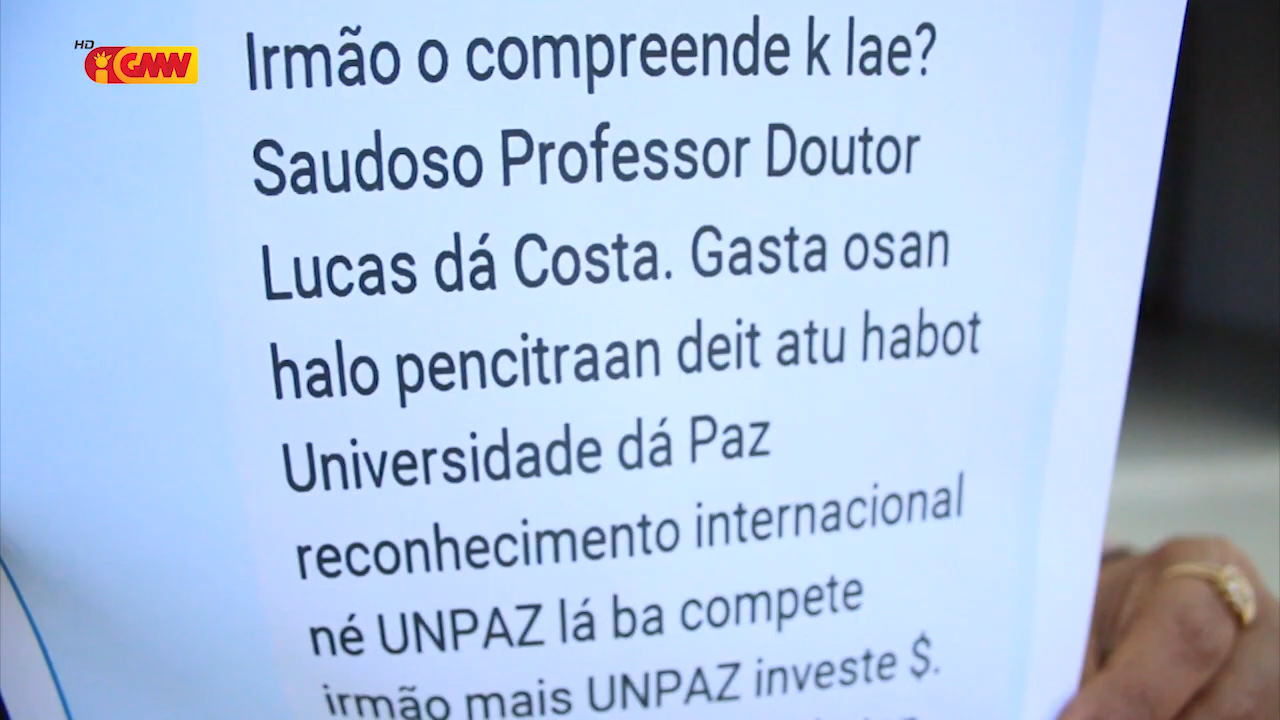 HD
GMN
Irmão o compreende k lae?
Saudoso Professor Doutor
Lucas dá Costa. Gasta osan
halo pencitraan deit atu habot
Universidade dá Paz
reconhecimento internacional
né UNPAZ lá ba compete
irmão mais UNPAZ investe $.